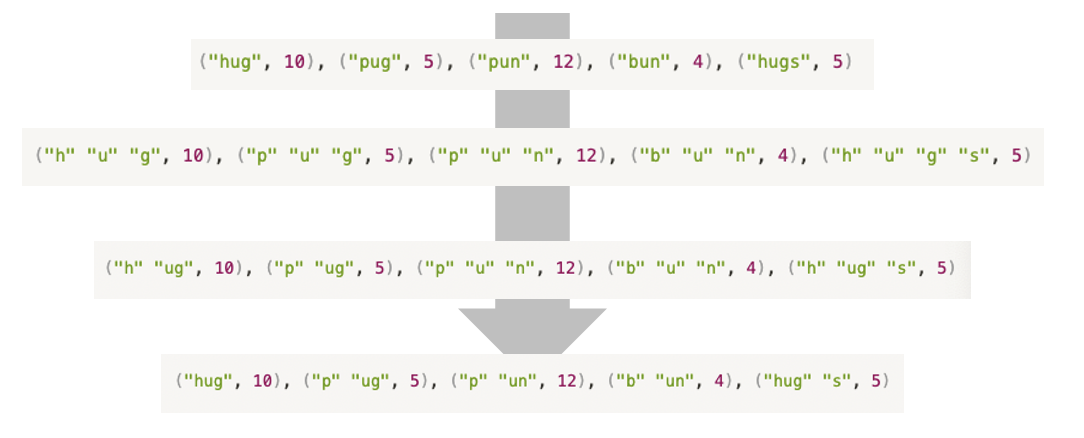 ("hug", 10), ("pug", 5), ("pun", 12), ("bun", 4), ("hugs", 5)
("h" "u" "g", 10), ("p" "u" "g", 5), ("p" "u" "n", 12), ("b" "u" "n", 4), ("h" "u" "g" "s", 5)
("h" "ug", 10), ("p" "ug", 5), ("p" "u" "n", 12), ("b" "u" "n", 4), ("h" "ug" "s", 5)
("hug", 10), ("p" "ug", 5), ("p" "un", 12), ("b" "un", 4), ("hug" "s", 5)